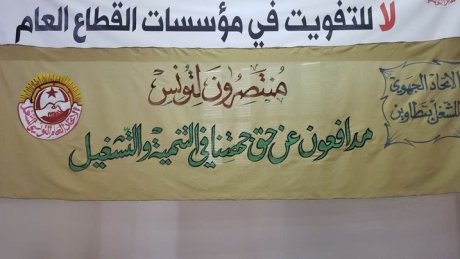 لا للتفويت في مؤسسات القطاع العام
منتصرون لتونس
الاتحاد الجهوي
للشغل بتطاوين
مدافعون عن حق جهتنا في التنمية والتشغيل